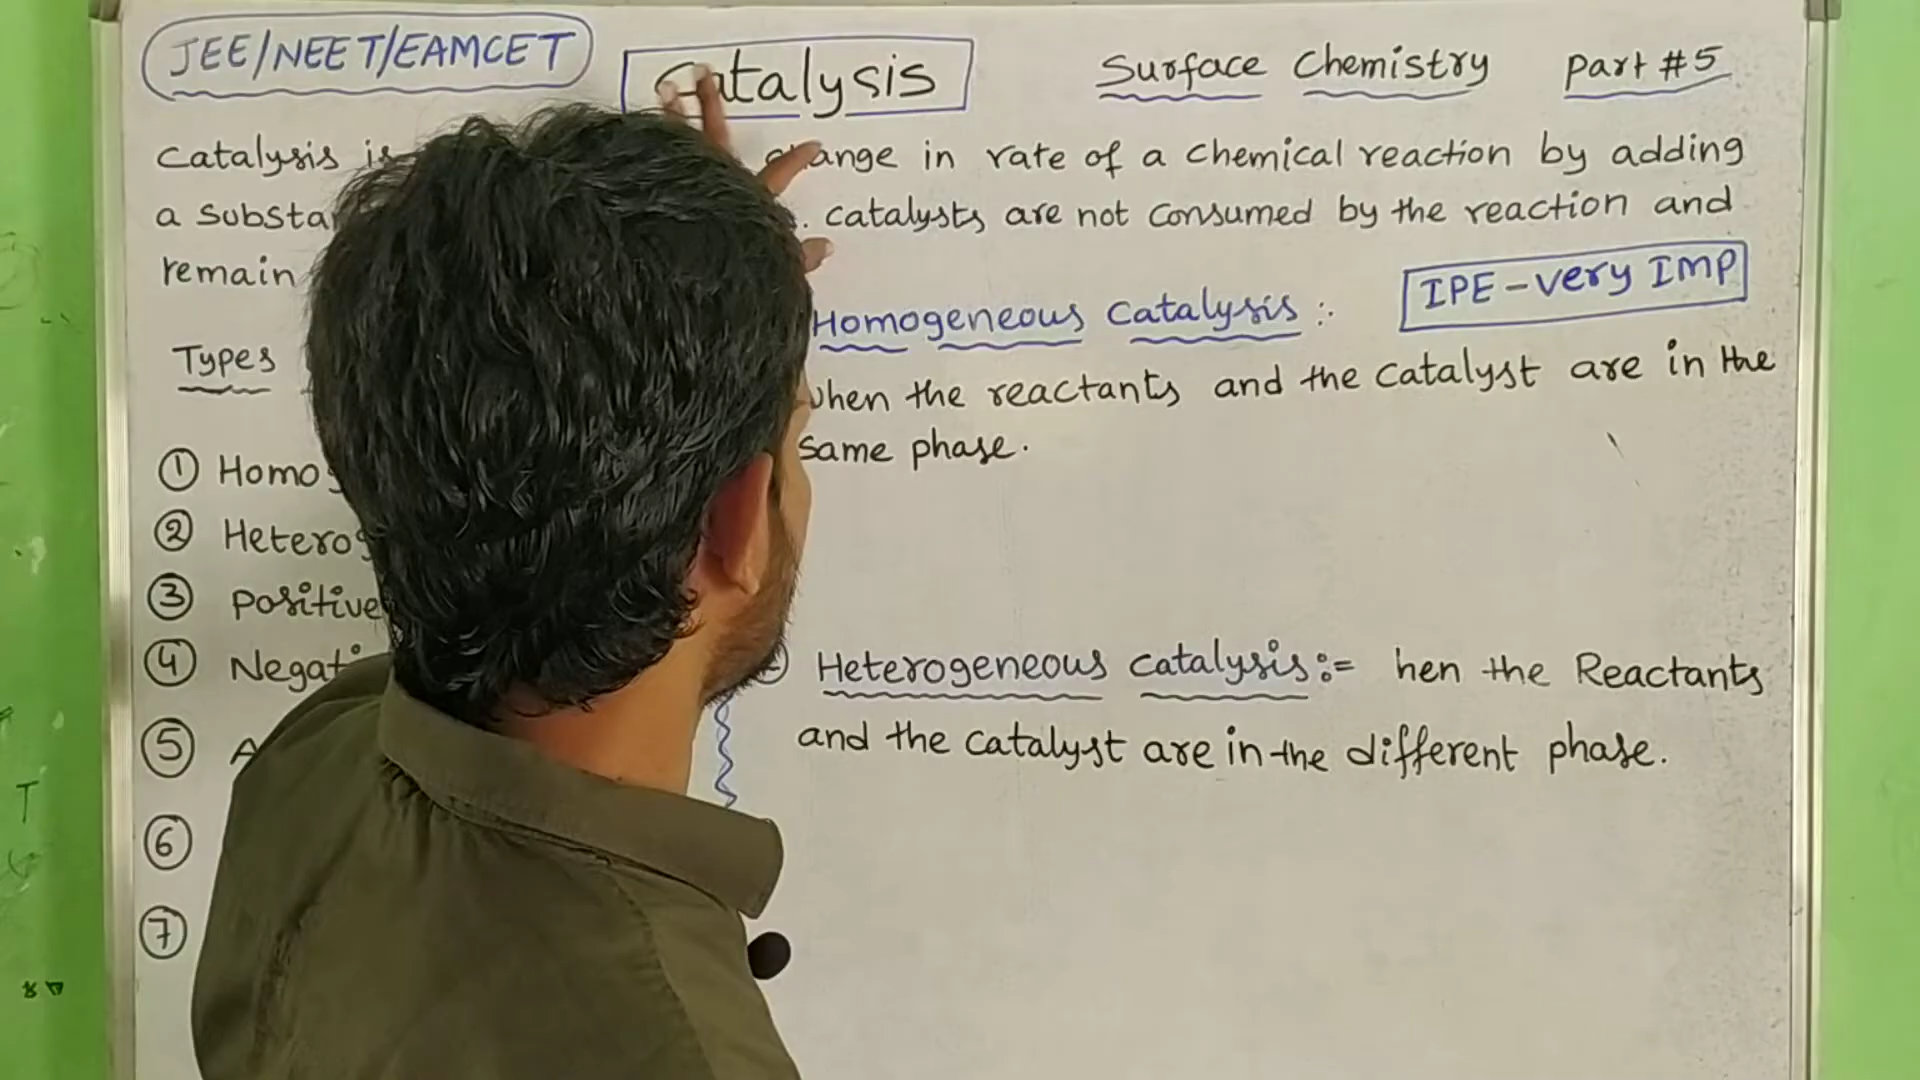 JEE/NEET/EAMCET
Catalysis
Surface Chemistry Part #5
Catalysis is change in rate of a chemical reaction by adding
a catalysts are not consumed by the reaction and
remain
IPE - very IMP
Homogeneous Catalysis :-
when the reactants and the catalyst are in the
same phase.
Types
① Homo
② Hetero
③ Positive
④
⑤
⑥
⑦
Heterogeneous catalysis := hen the Reactants
and the catalyst are in the different phase.